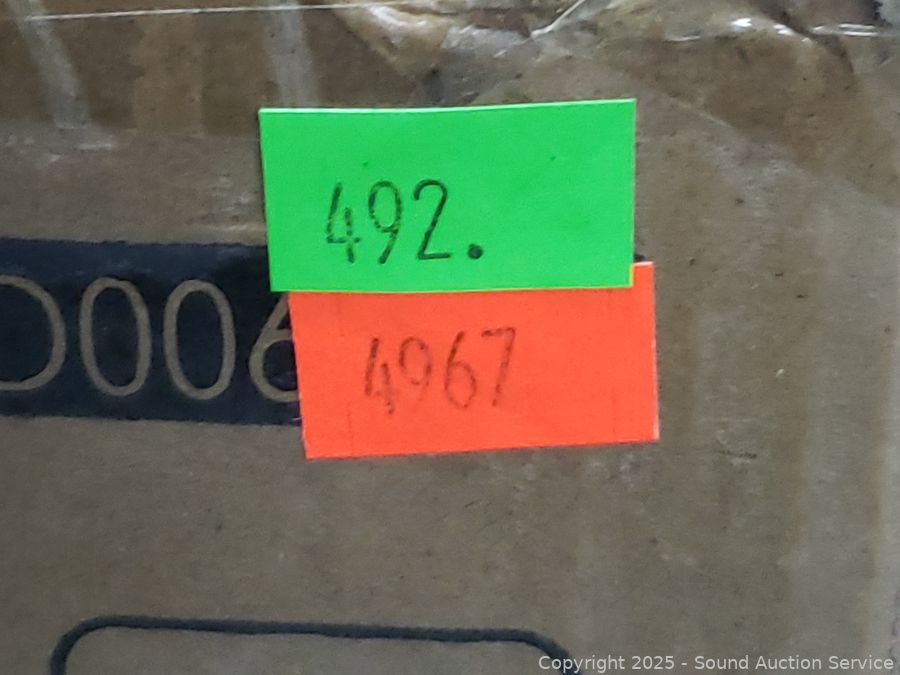 492.
D006
4967
Copyright 2025 - Sound Auction Service